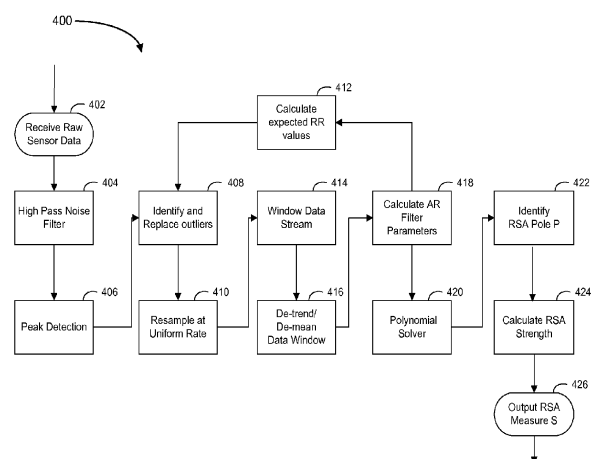 400
402
Receive Raw
Sensor Data
404
High Pass Noise
Filter
406
Peak Detection
408
Identify and
Replace outliers
410
Resample at
Uniform Rate
412
Calculate
expected RR
values
414
Window Data
Stream
416
De-trend/
De-mean
Data Window
418
Calculate AR
Filter
Parameters
420
Polynomial
Solver
422
Identify
RSA Pole P
424
Calculate RSA
Strength
426
Output RSA
Measure S